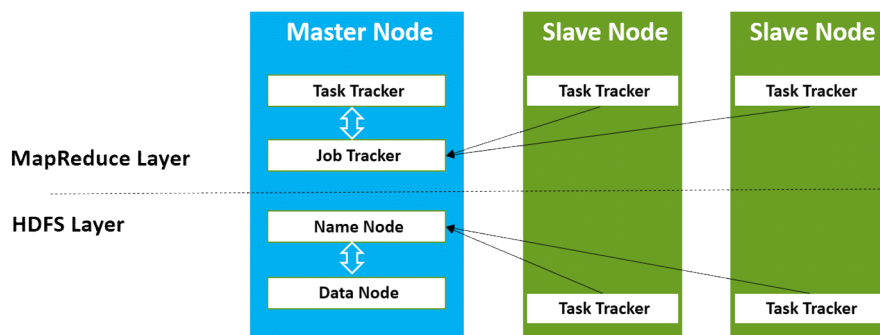 Master Node
Slave Node
Slave Node
Task Tracker
Task Tracker
Task Tracker
Job Tracker
MapReduce Layer
HDFS Layer
Name Node
Data Node
Task Tracker
Task Tracker